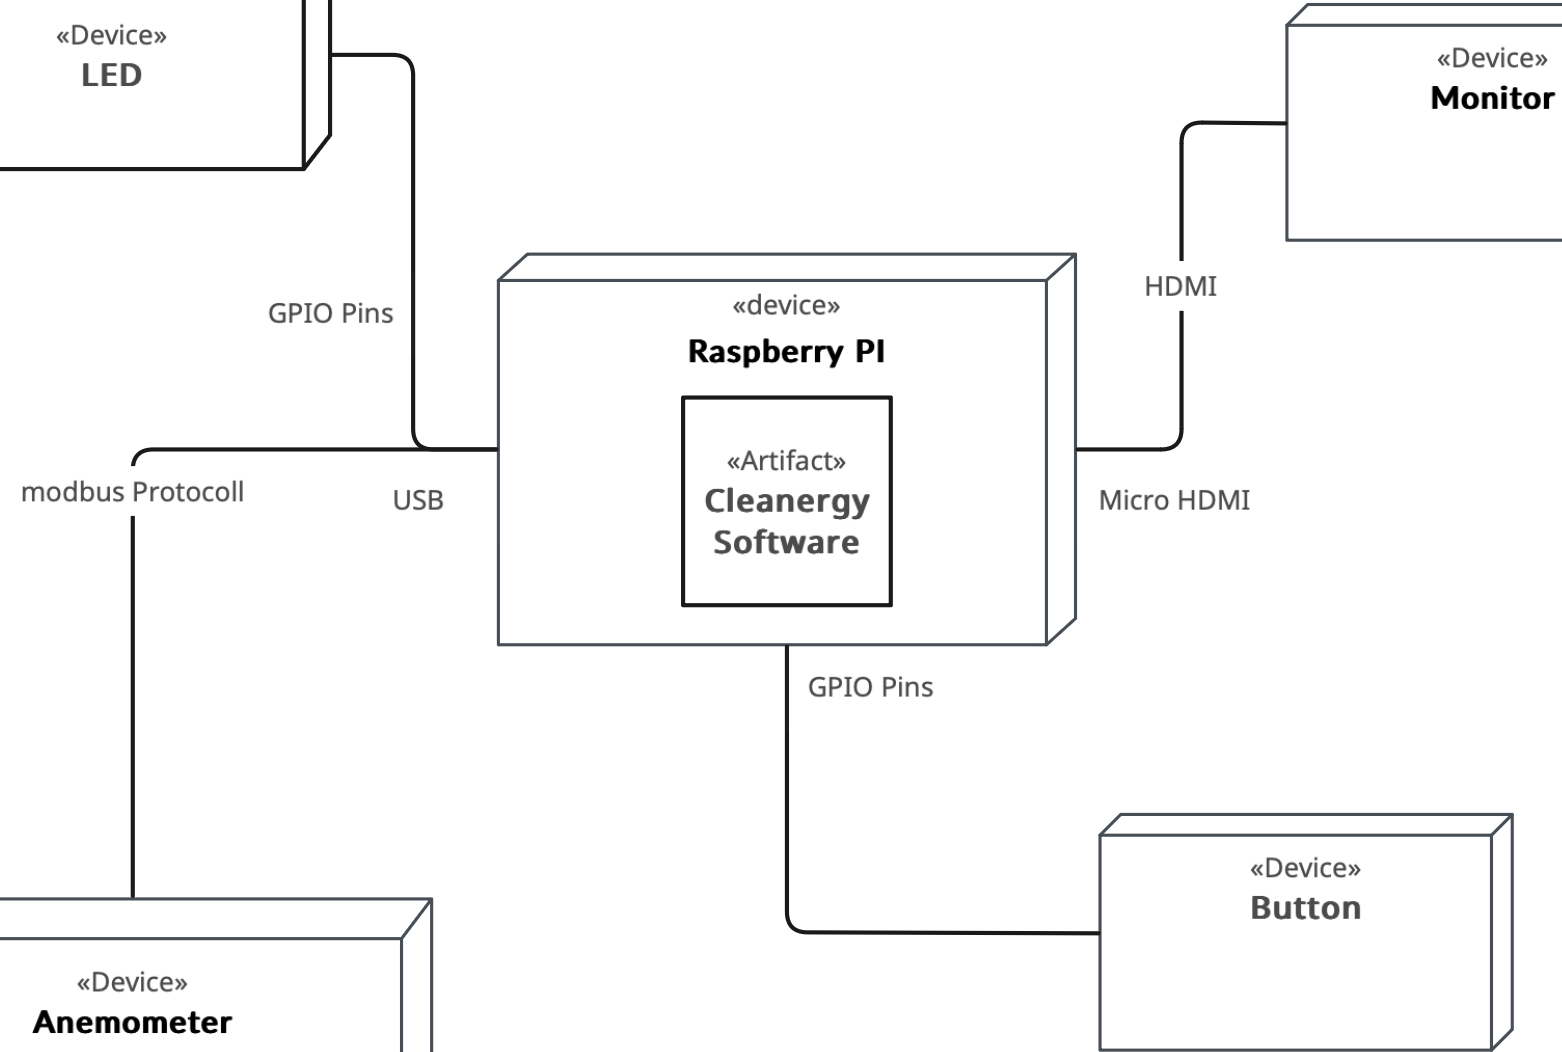 «Device»
LED
«Device»
Monitor
HDMI
GPIO Pins
«device»
Raspberry PI
«Artifact»
Cleanergy
Software
modbus Protocoll
USB
Micro HDMI
GPIO Pins
«Device»
Button
«Device»
Anemometer